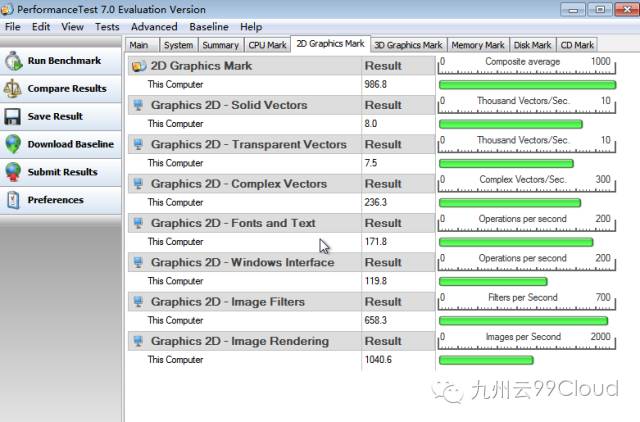 PerformanceTest 7.0 Evaluation Version
File Edit View Tests Advanced Baseline Help
Run Benchmark
Compare Results
Save Result
Download Baseline
Submit Results
Preferences
Main System Summary CPU Mark 2D Graphics Mark 3D Graphics Mark Memory Mark Disk Mark CD Mark
2D Graphics Mark Result 0 Composite average 1000
This Computer 986.8
Graphics 2D - Solid Vectors Result 0 Thousand Vectors/Sec. 10
This Computer 8.0
Graphics 2D - Transparent Vectors Result 0 Thousand Vectors/Sec. 10
This Computer 7.5
Graphics 2D - Complex Vectors Result 0 Complex Vectors/Sec. 300
This Computer 236.3
Graphics 2D - Fonts and Text Result 0 Operations per second 200
This Computer 171.8
Graphics 2D - Windows Interface Result 0 Operations per second 200
This Computer 119.8
Graphics 2D - Image Filters Result 0 Filters per Second 700
This Computer 658.3
Graphics 2D - Image Rendering Result 0 Images per Second 2000
This Computer 1040.6
九州云99Cloud